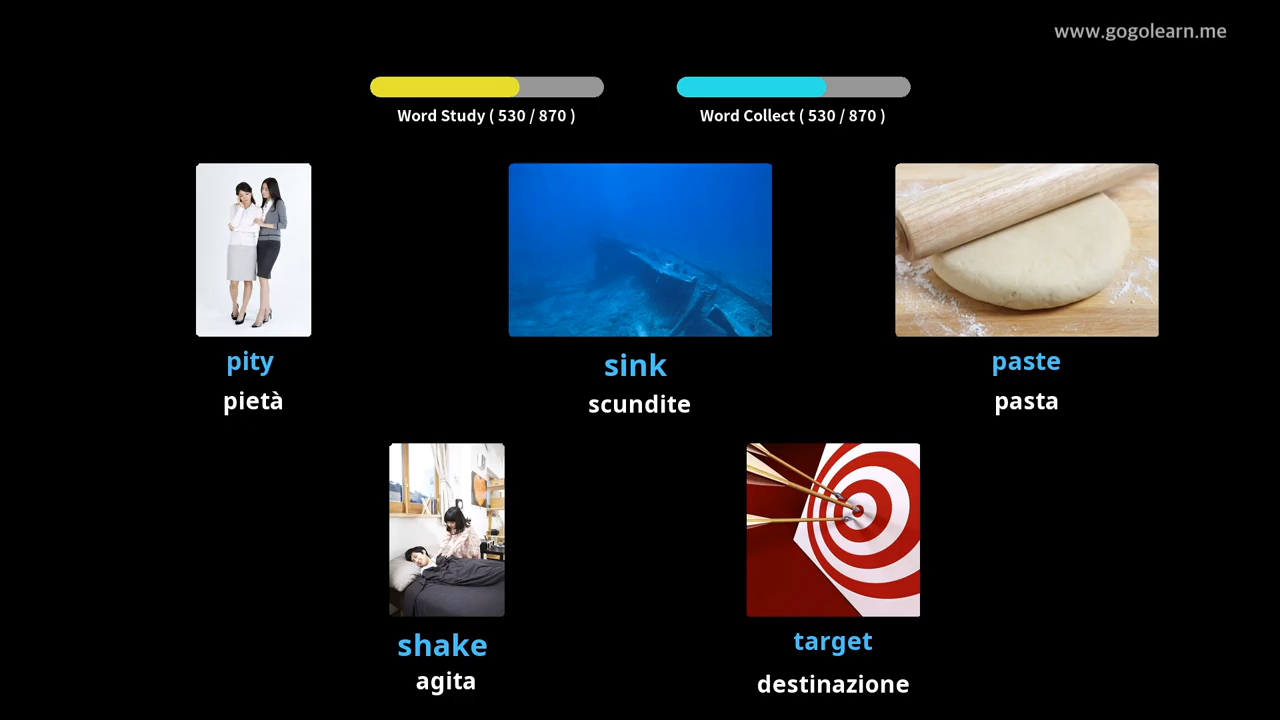 www.gogolearn.me
Word Study ( 530 / 870 )
Word Collect ( 530 / 870 )
pity
pietà
sink
scundite
paste
pasta
shake
agita
target
destinazione